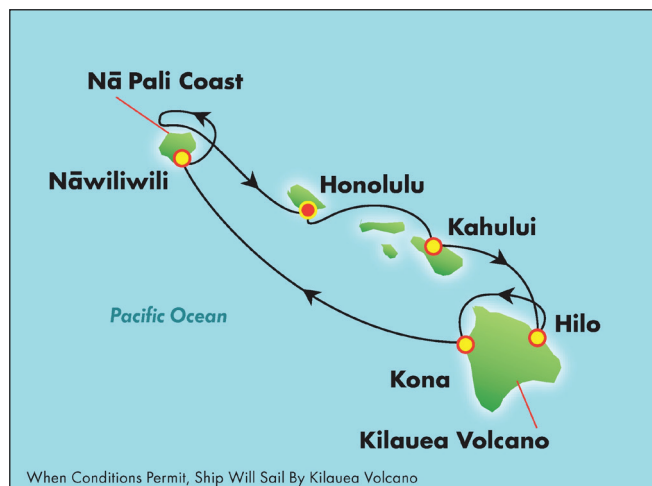 Nā Pali Coast
Nāwiliwili
Honolulu
Kahului
Pacific Ocean
Hilo
Kona
Kilauea Volcano
When Conditions Permit, Ship Will Sail By Kilauea Volcano